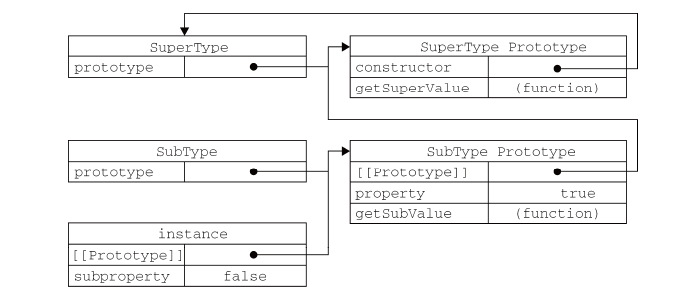 SuperType
prototype
SuperType Prototype
constructor
getSuperValue (function)
SubType
prototype
SubType Prototype
[[Prototype]]
property true
getSubValue (function)
instance
[[Prototype]]
subproperty false